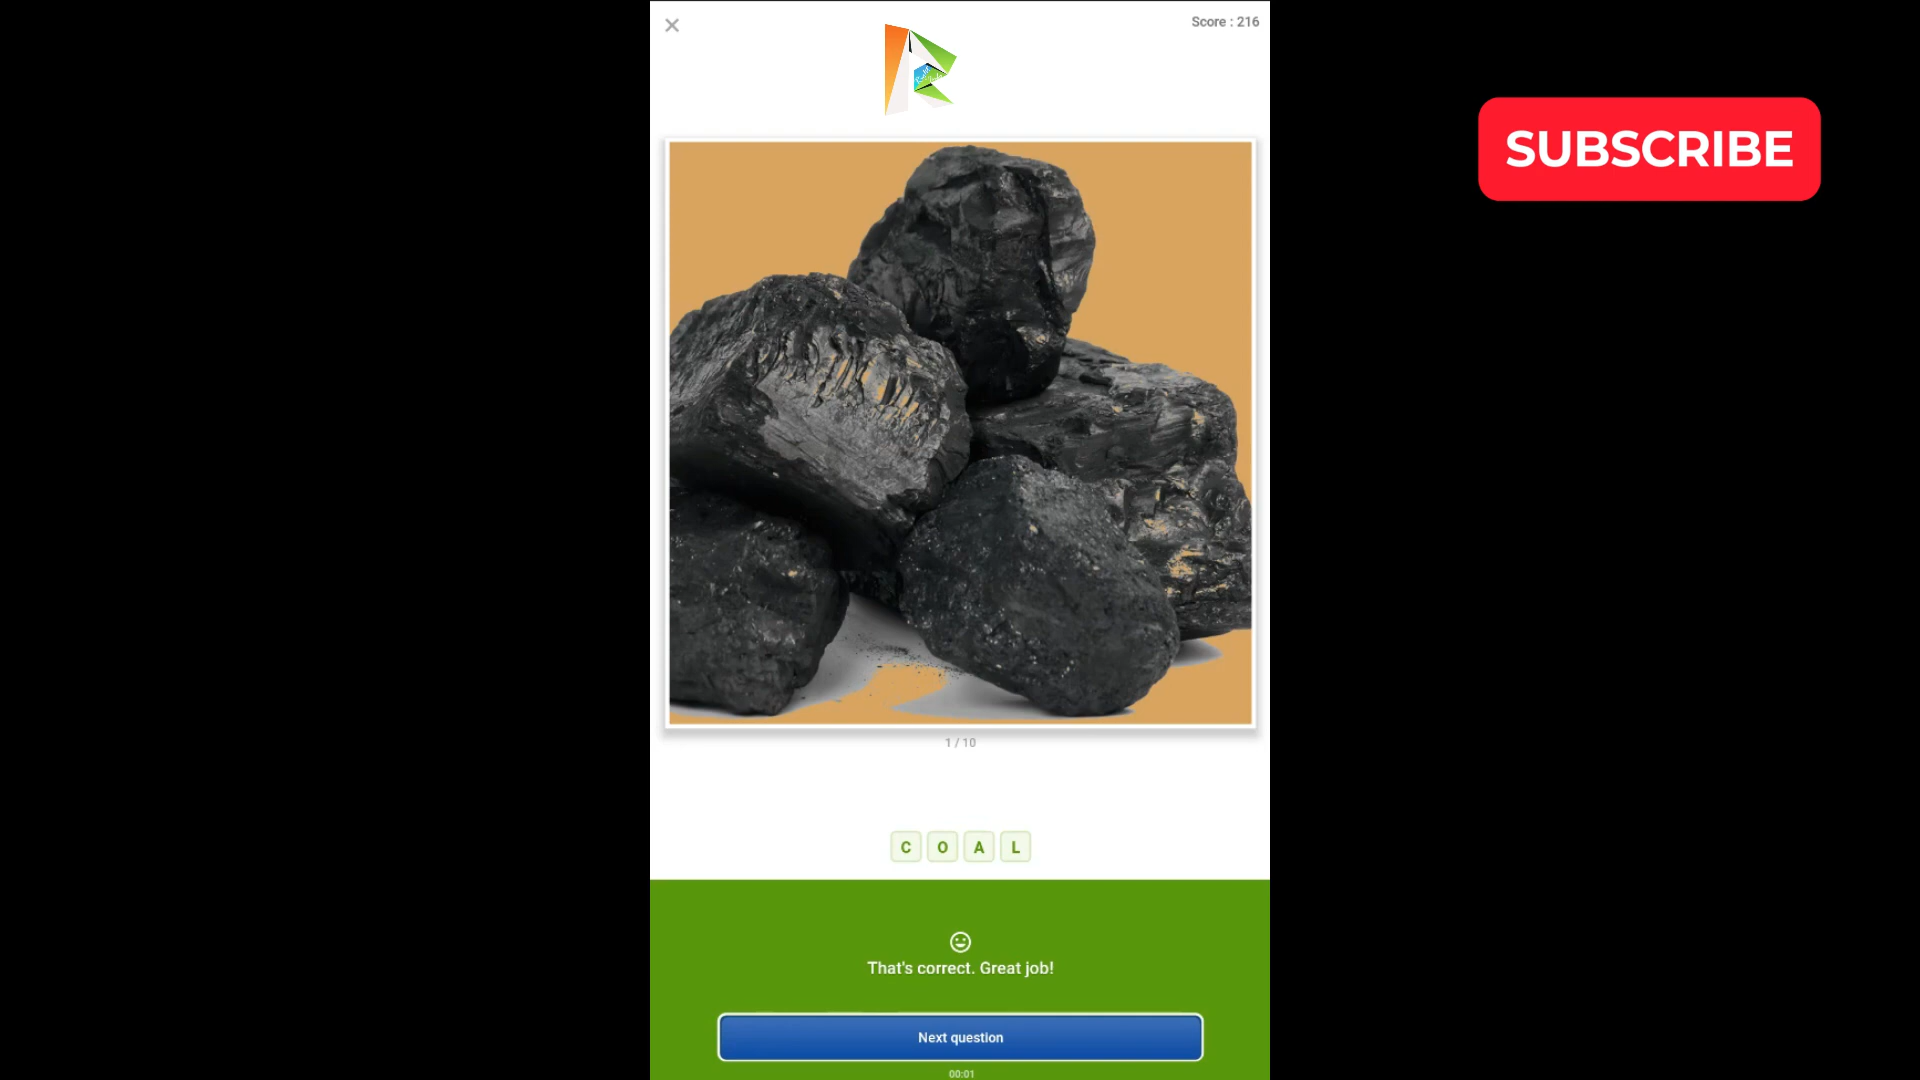 Score : 216
SUBSCRIBE
1 / 10
C O A L
That's correct. Great job!
Next question
00:01